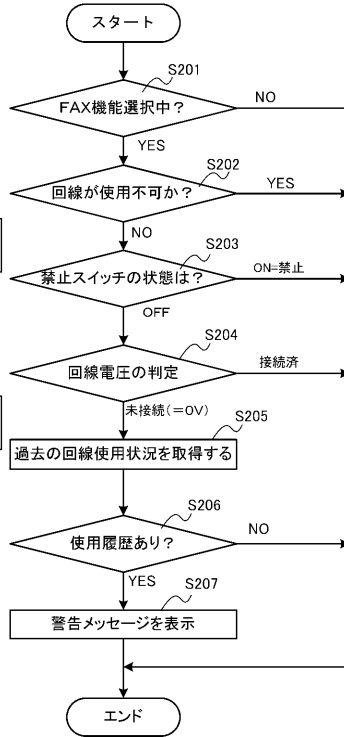 スタート
S201
FAX機能選択中？
NO
YES
S202
回線が使用不可か？
YES
NO
S203
禁止スイッチの状態は？
ON=禁止
OFF
S204
回線電圧の判定
接続済
未接続(＝0V)
S205
過去の回線使用状況を取得する
S206
使用履歴あり？
NO
YES
S207
警告メッセージを表示
エンド